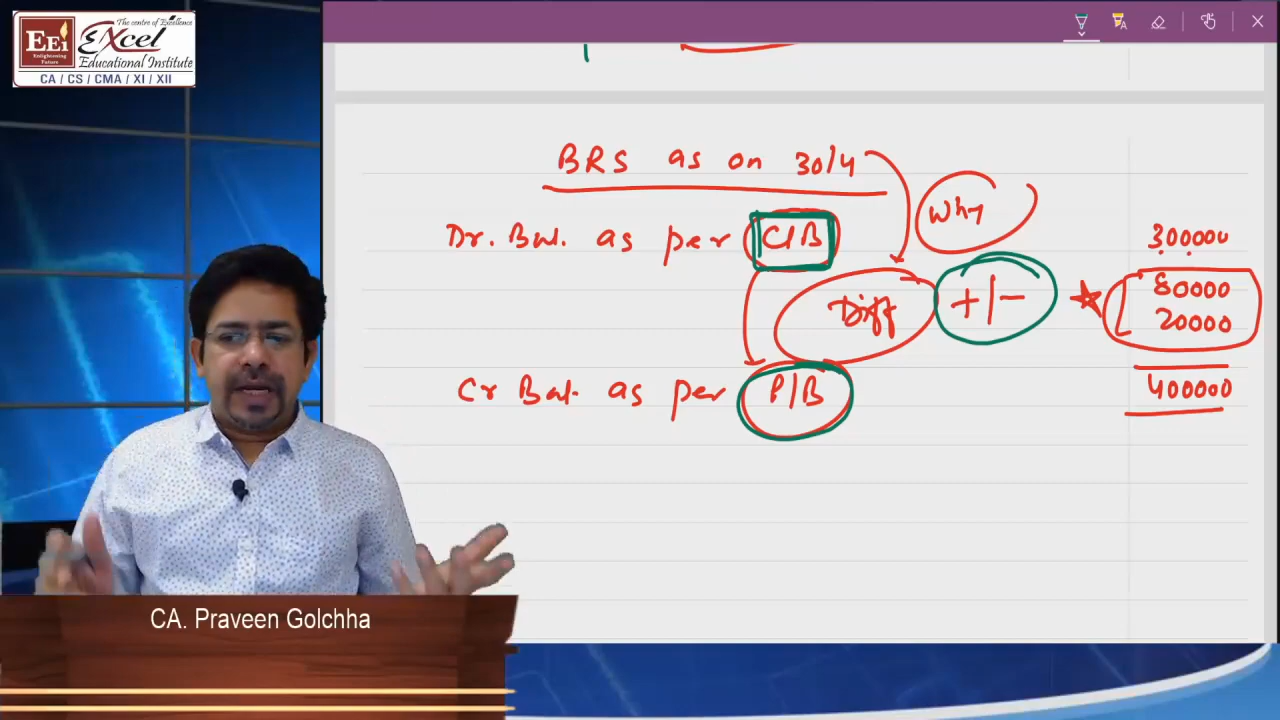 The centre of Excellence
EEi
Enlightening
Future
Excel
Educational Institute
CA / CS / CMA / XI / XII
BRS as on 30/4
Why
Dr. Bal. as per C/B 300000
Diff +/- 80000
20000
Cr Bal. as per P/B 400000
CA. Praveen Golchha